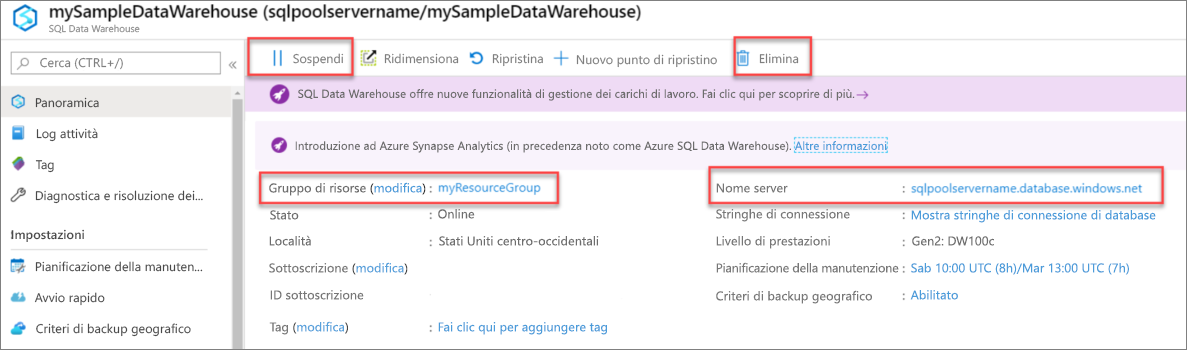 mySampleDataWarehouse (sqlpoolservername/mySampleDataWarehouse)
SQL Data Warehouse
Cerca (CTRL+/)
«
Panoramica
Log attività
Tag
Diagnostica e risoluzione dei...
Impostazioni
Pianificazione della manuten...
Avvio rapido
Criteri di backup geografico
Sospendi Ridimensiona Ripristina Nuovo punto di ripristino Elimina
SQL Data Warehouse offre nuove funzionalità di gestione dei carichi di lavoro. Fai clic qui per scoprire di più.→
Introduzione ad Azure Synapse Analytics (in precedenza noto come Azure SQL Data Warehouse). Altre informazioni
Gruppo di risorse (modifica) : myResourceGroup
Stato : Online
Località : Stati Uniti centro-occidentali
Sottoscrizione (modifica)
ID sottoscrizione
Tag (modifica) : Fai clic qui per aggiungere tag
Nome server : sqlpoolservername.database.windows.net
Stringhe di connessione : Mostra stringhe di connessione di database
Livello di prestazioni : Gen2: DW100c
Pianificazione della manutenzione : Sab 10:00 UTC (8h)/Mar 13:00 UTC (7h)
Criteri di backup geografico : Abilitato